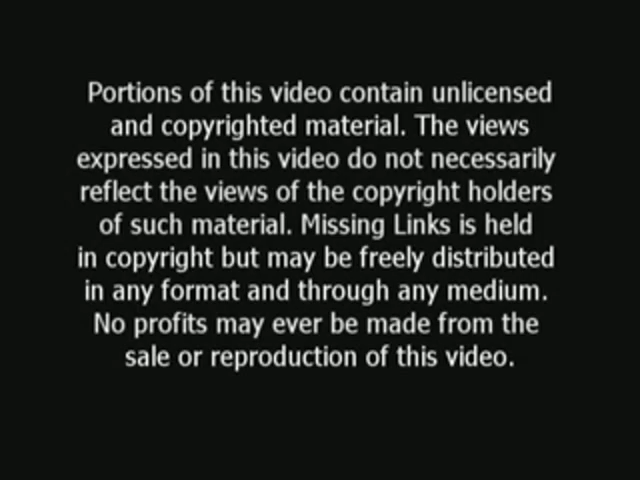 Portions of this video contain unlicensed
and copyrighted material. The views
expressed in this video do not necessarily
reflect the views of the copyright holders
of such material. Missing Links is held
in copyright but may be freely distributed
in any format and through any medium.
No profits may ever be made from the
sale or reproduction of this video.